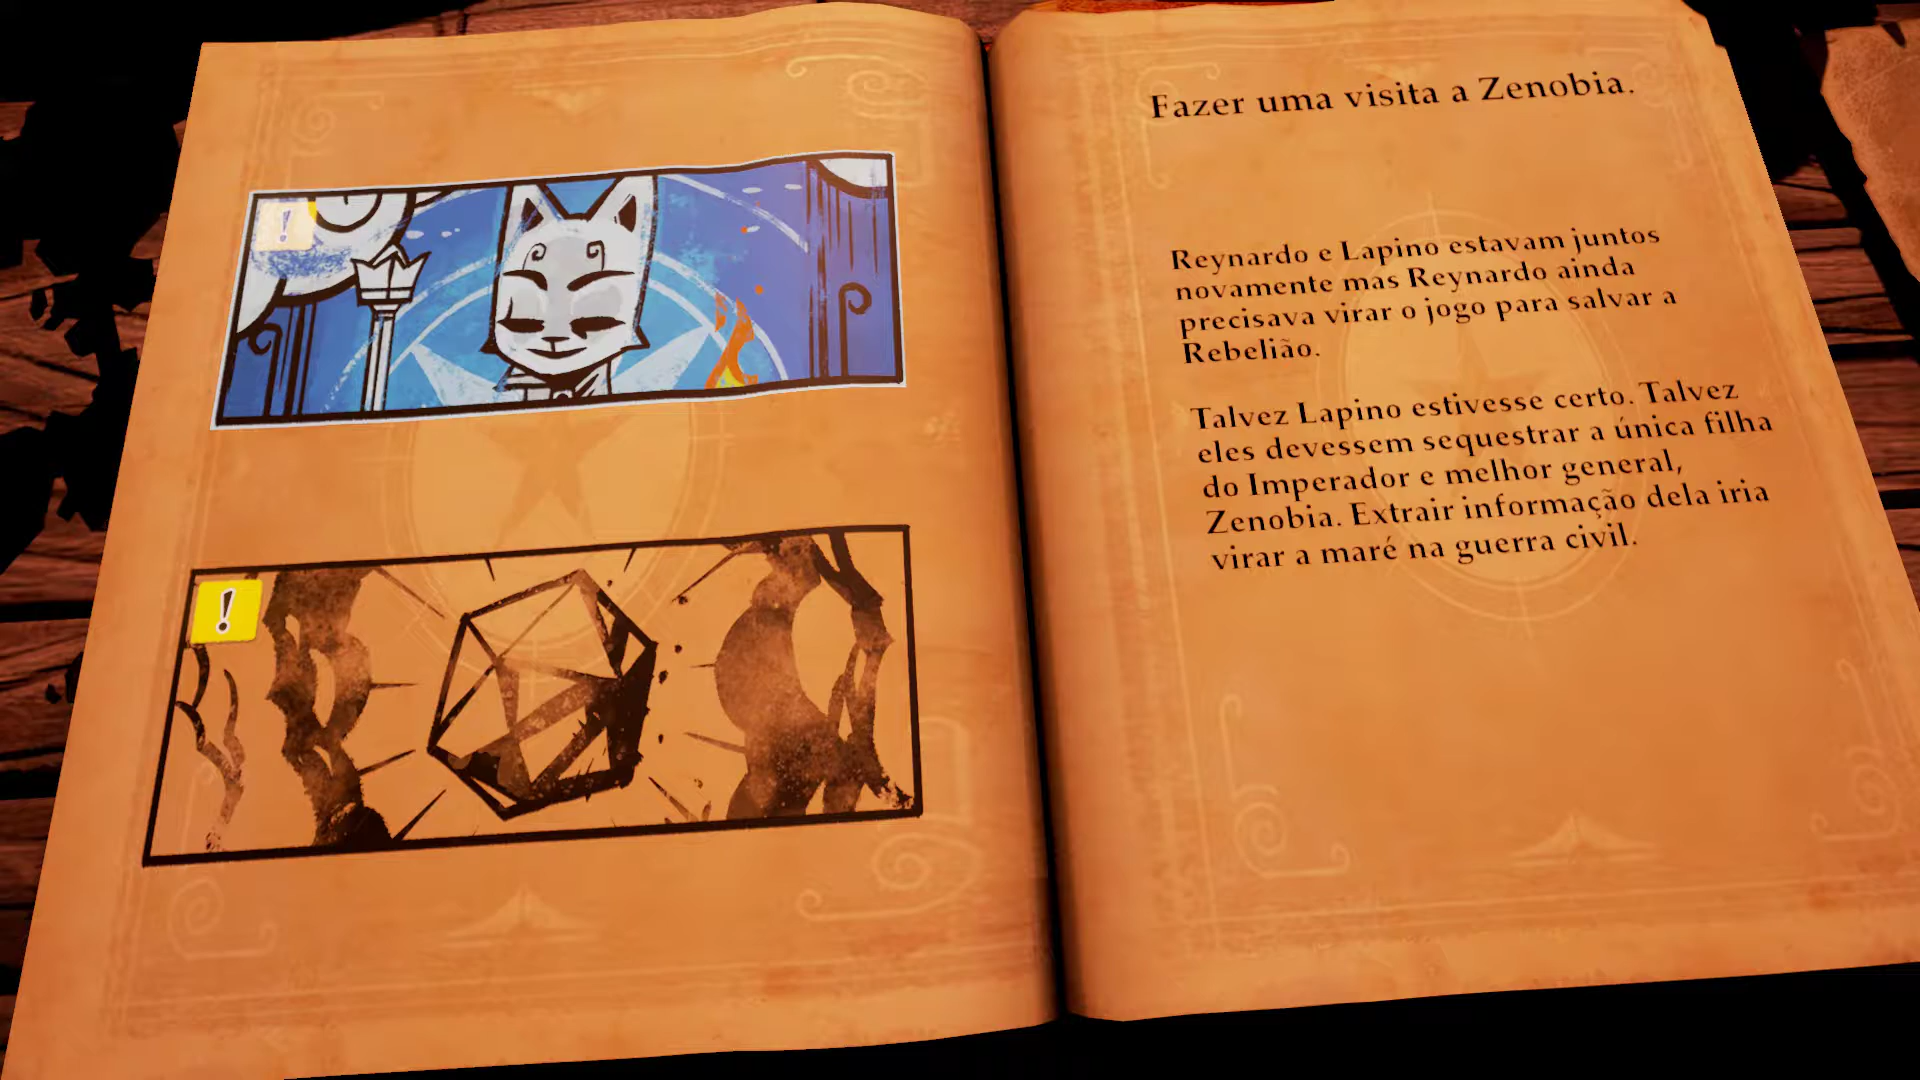 !
!
Fazer uma visita a Zenobia.
Reynardo e Lapino estavam juntos
novamente mas Reynardo ainda
precisava virar o jogo para salvar a
Rebelião.
Talvez Lapino estivesse certo. Talvez
eles devessem sequestrar a única filha
do Imperador e melhor general,
Zenobia. Extrair informação dela iria
virar a maré na guerra civil.